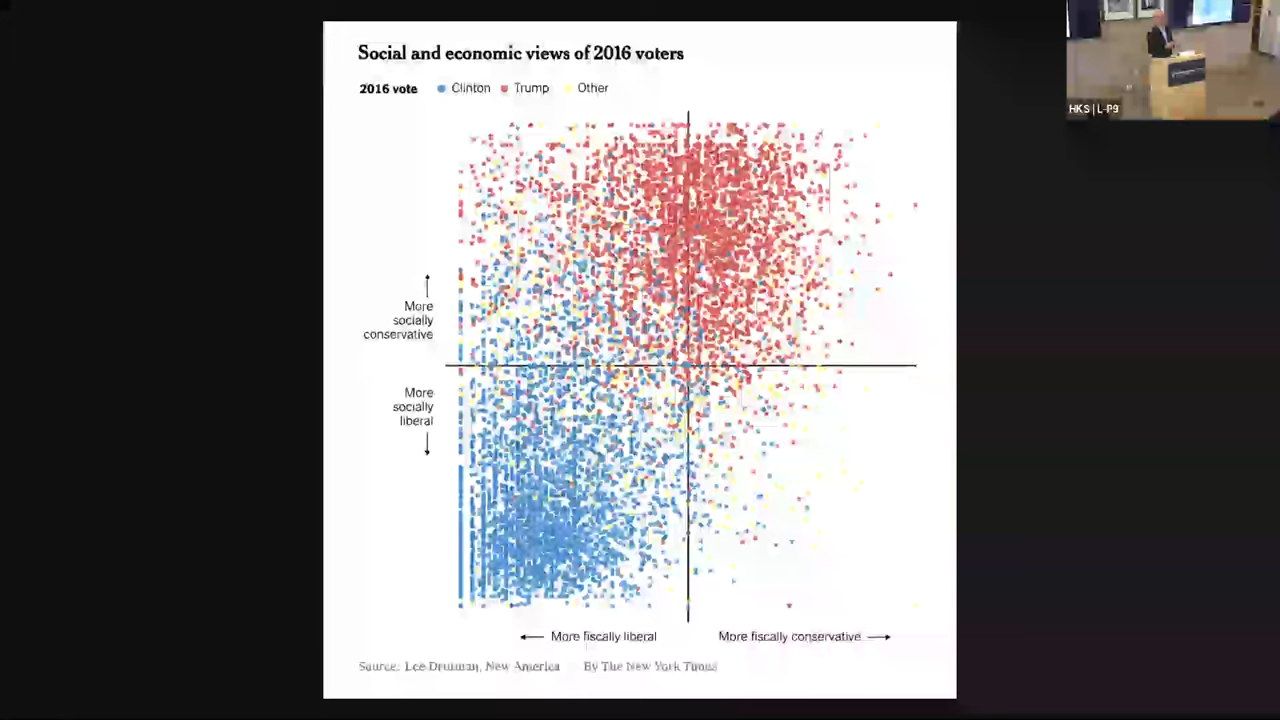 Social and economic views of 2016 voters
2016 vote Clinton Trump Other
HKS | L-P9
More
socially
conservative
More
socially
liberal
More fiscally liberal More fiscally conservative
Source: Lee Drutman, New America By The New York Times